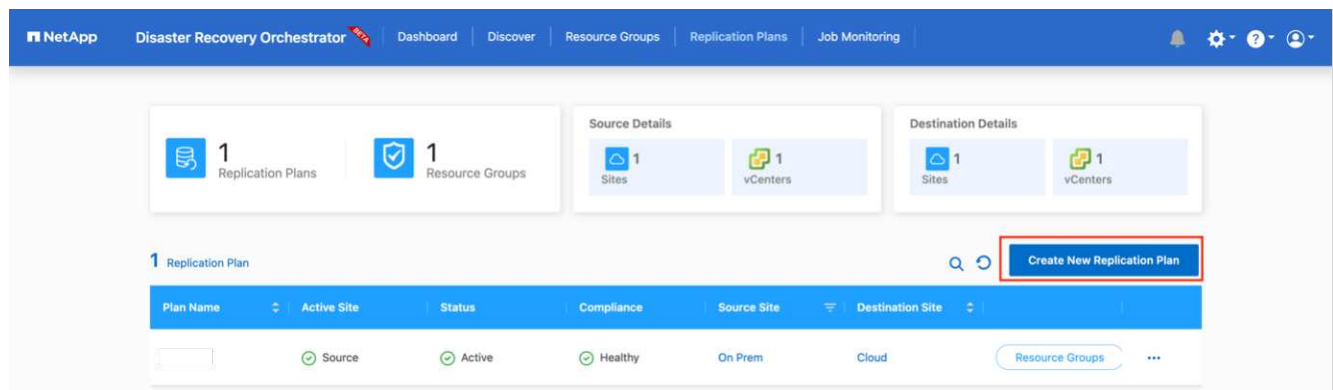 NetApp Disaster Recovery Orchestrator BETA Dashboard Discover Resource Groups Replication Plans Job Monitoring
1 Replication Plans
1 Resource Groups
Source Details
1 Sites
1 vCenters
Destination Details
1 Sites
1 vCenters
1 Replication Plan
Create New Replication Plan
Plan Name Active Site Status Compliance Source Site Destination Site
Source Active Healthy On Prem Cloud Resource Groups ...